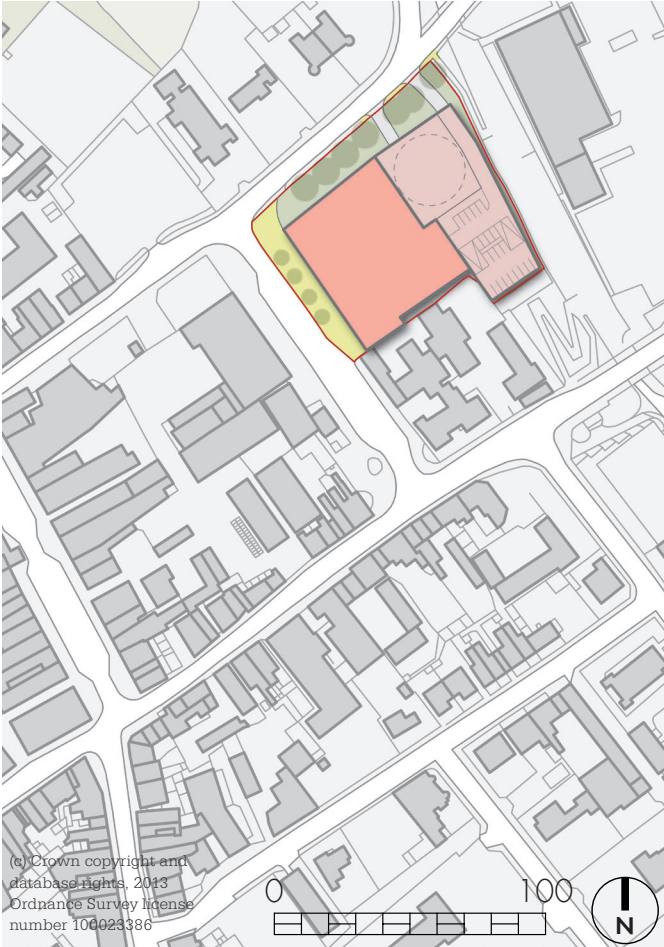 (c) Crown copyright and
database rights, 2013
Ordnance Survey license
number 100023386
0 100
N